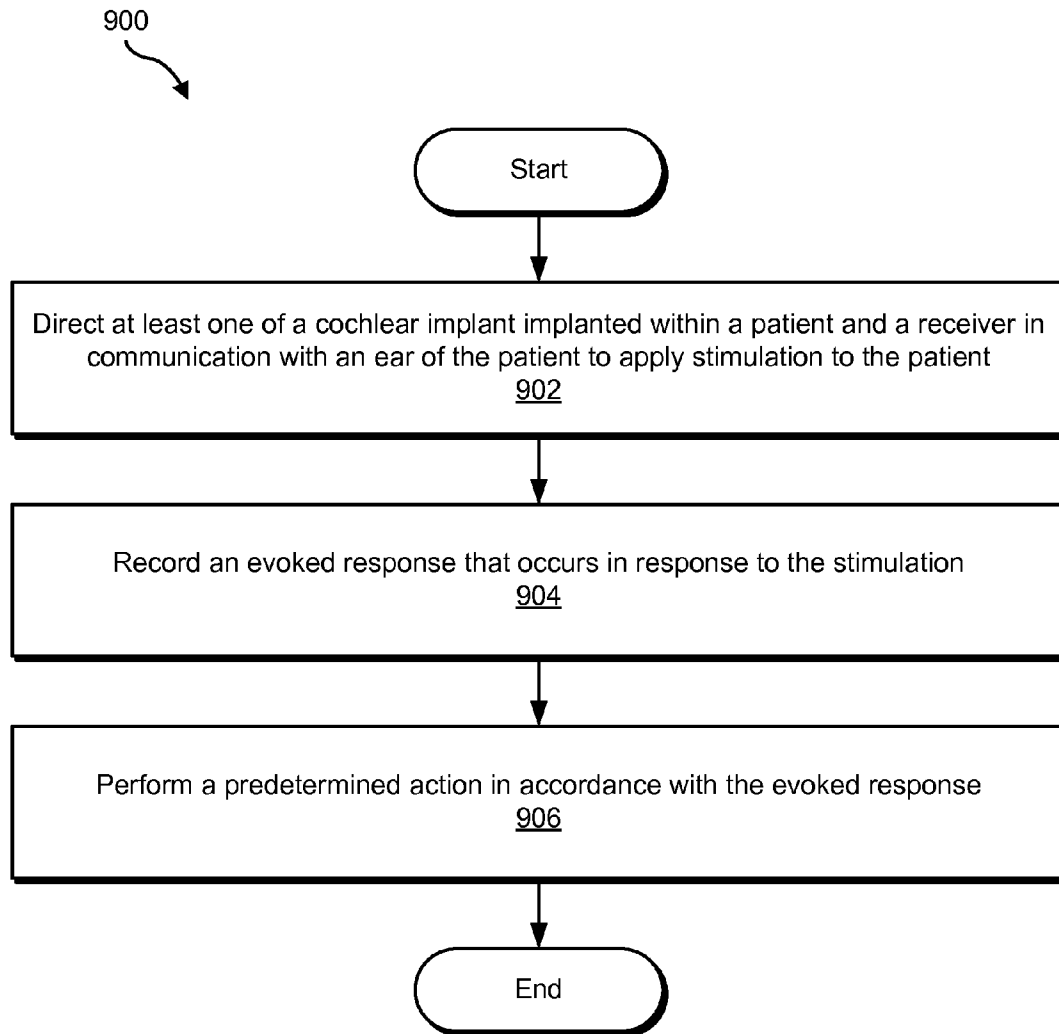 900
Start
Direct at least one of a cochlear implant implanted within a patient and a receiver in
communication with an ear of the patient to apply stimulation to the patient
902
Record an evoked response that occurs in response to the stimulation
904
Perform a predetermined action in accordance with the evoked response
906
End